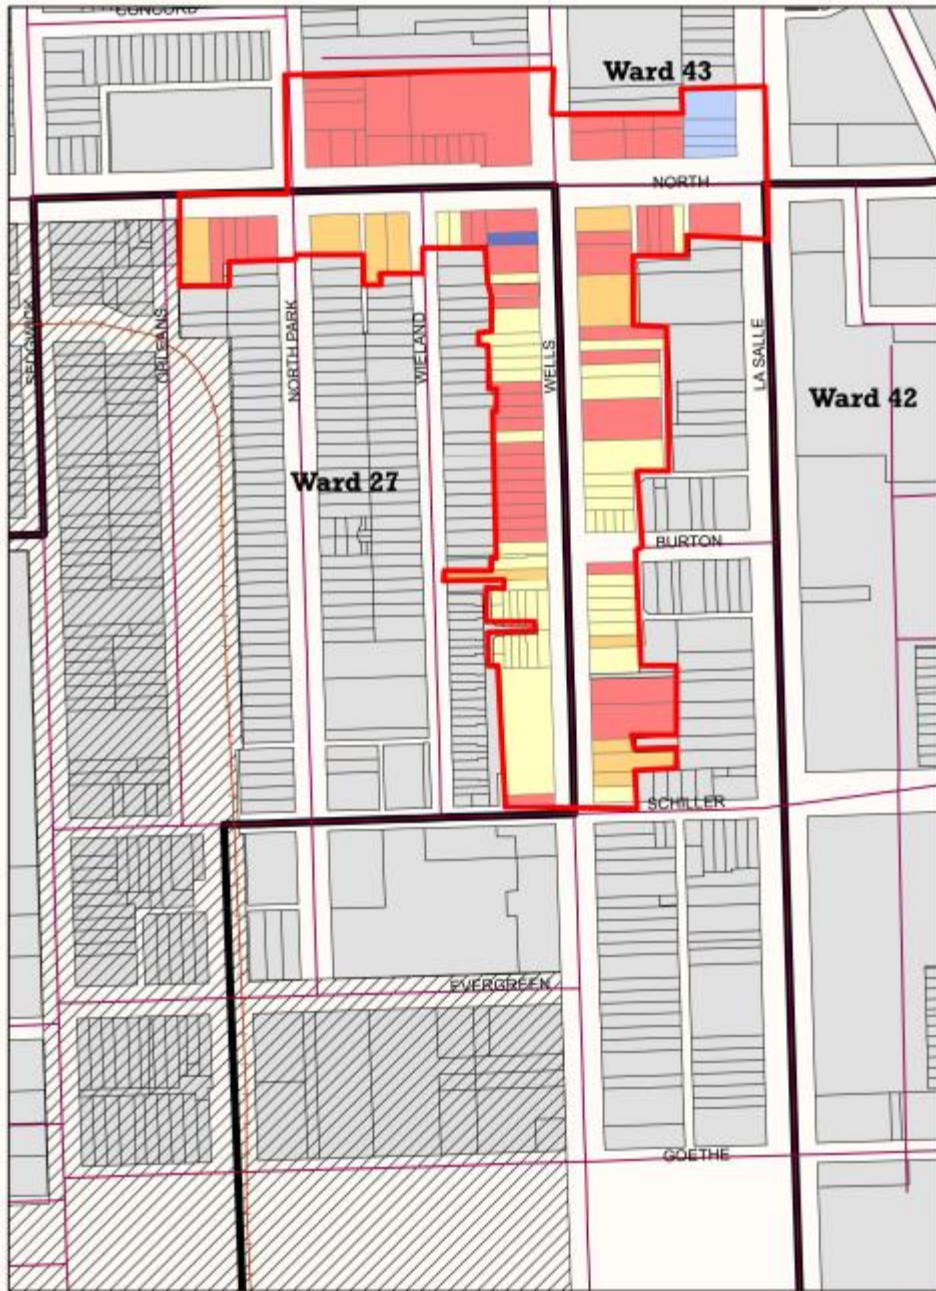 CONCORD
Ward 43
NORTH
SEDGWICK
ORLEANS
NORTH PARK
WIELAND
WELLS
LA SALLE
Ward 42
Ward 27
BURTON
SCHILLER
EVERGREEN
GOETHE